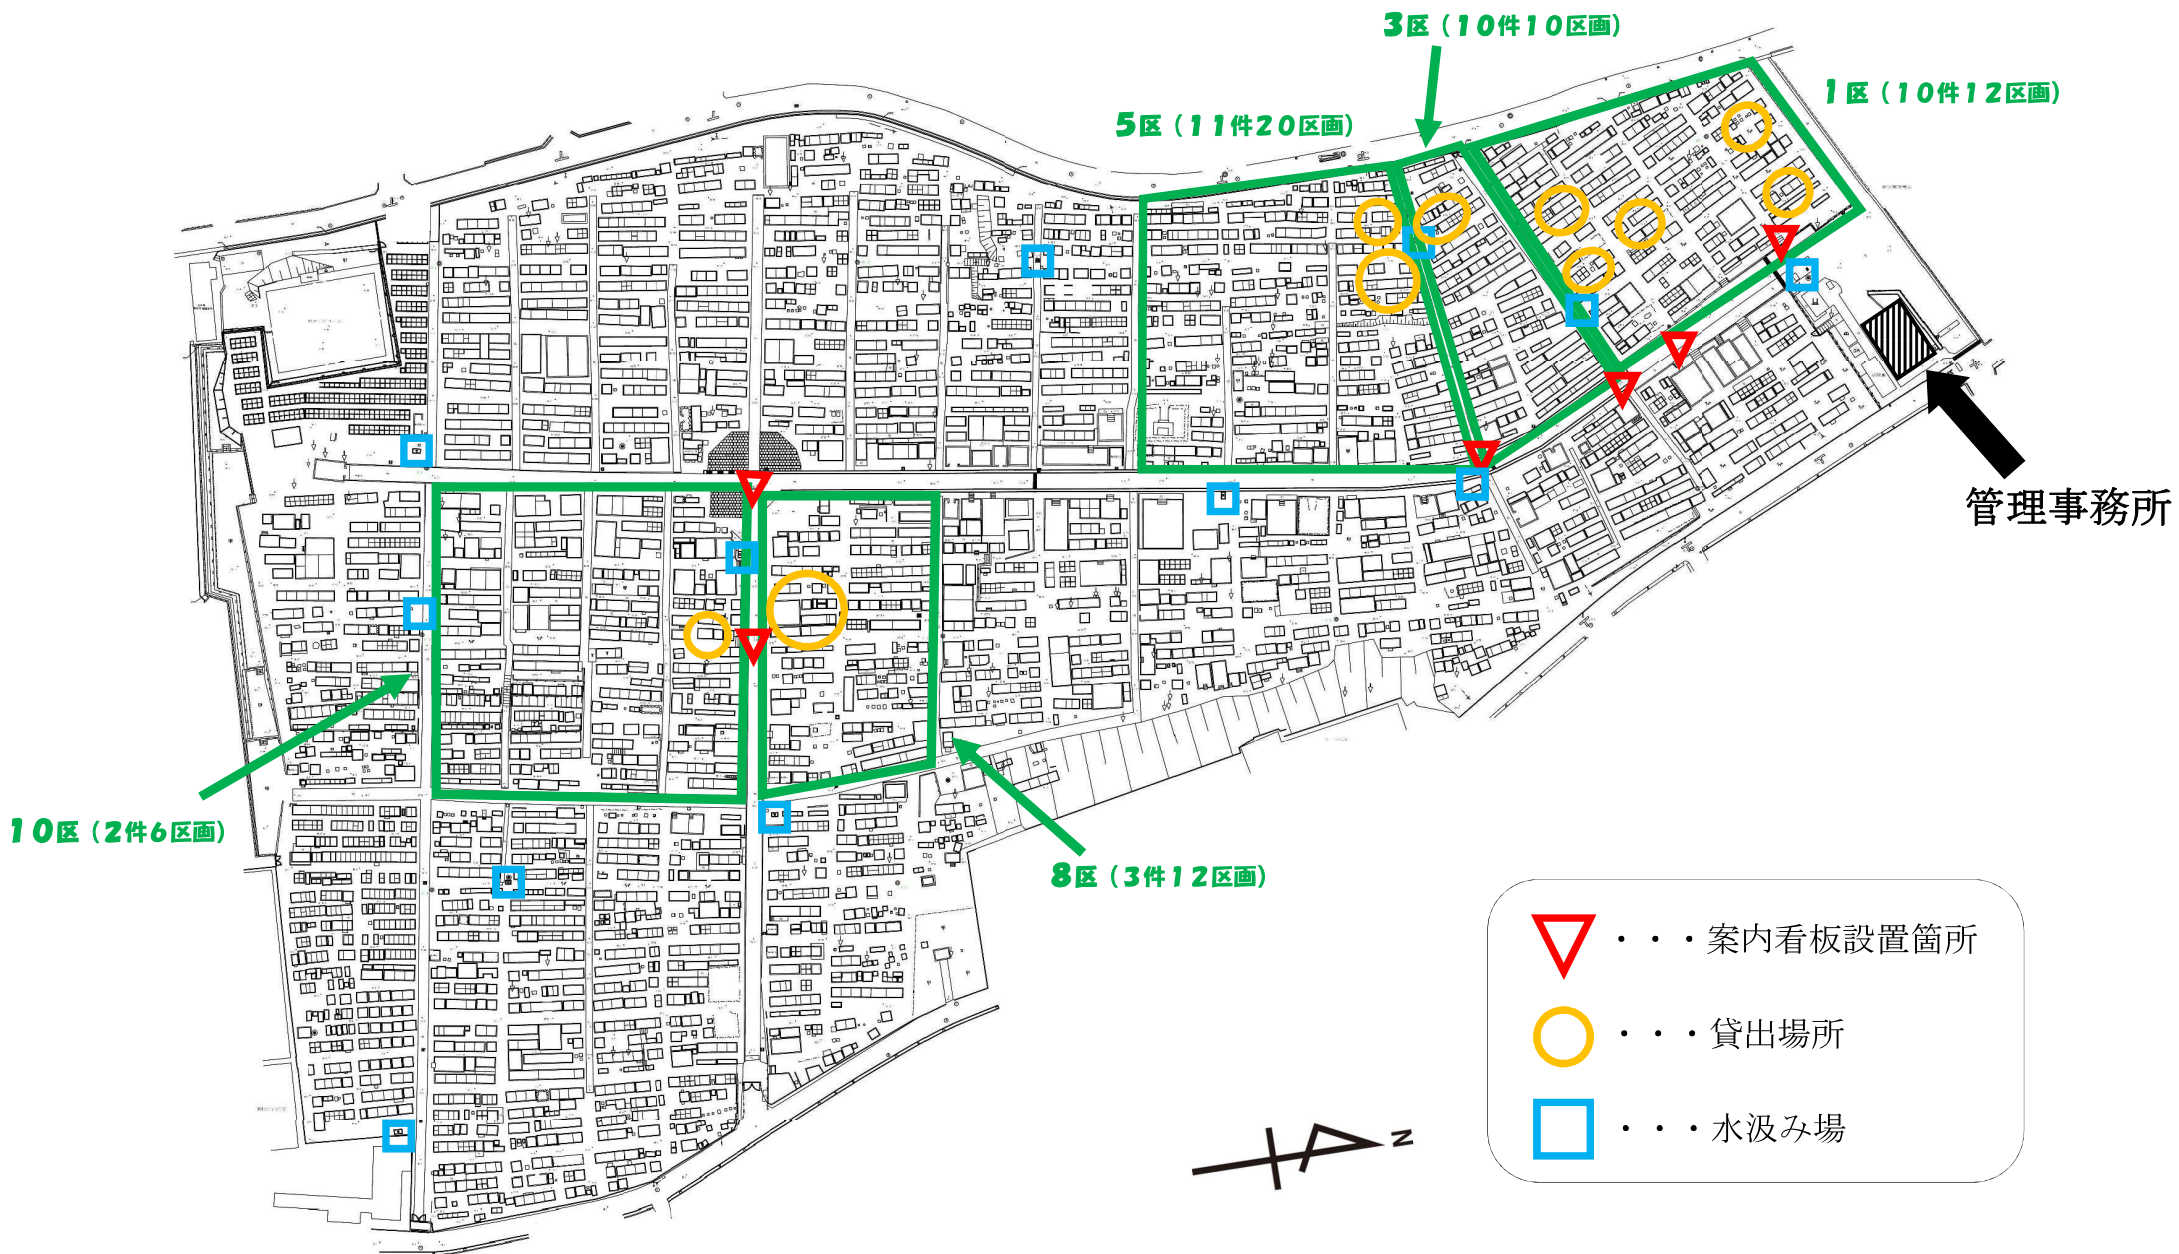 3区（10件10区画）
1区（10件12区画）
5区（11件20区画）
管理事務所
10区（2件6区画）
8区（3件12区画）
・・・案内看板設置箇所
・・・貸出場所
・・・水汲み場
N